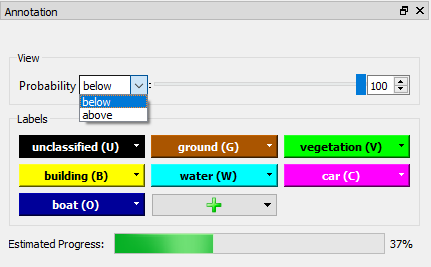 Annotation
View
Probability below : 100
below
above
Labels
unclassified (U) ground (G) vegetation (V)
building (B) water (W) car (C)
boat (O)
Estimated Progress: 37%